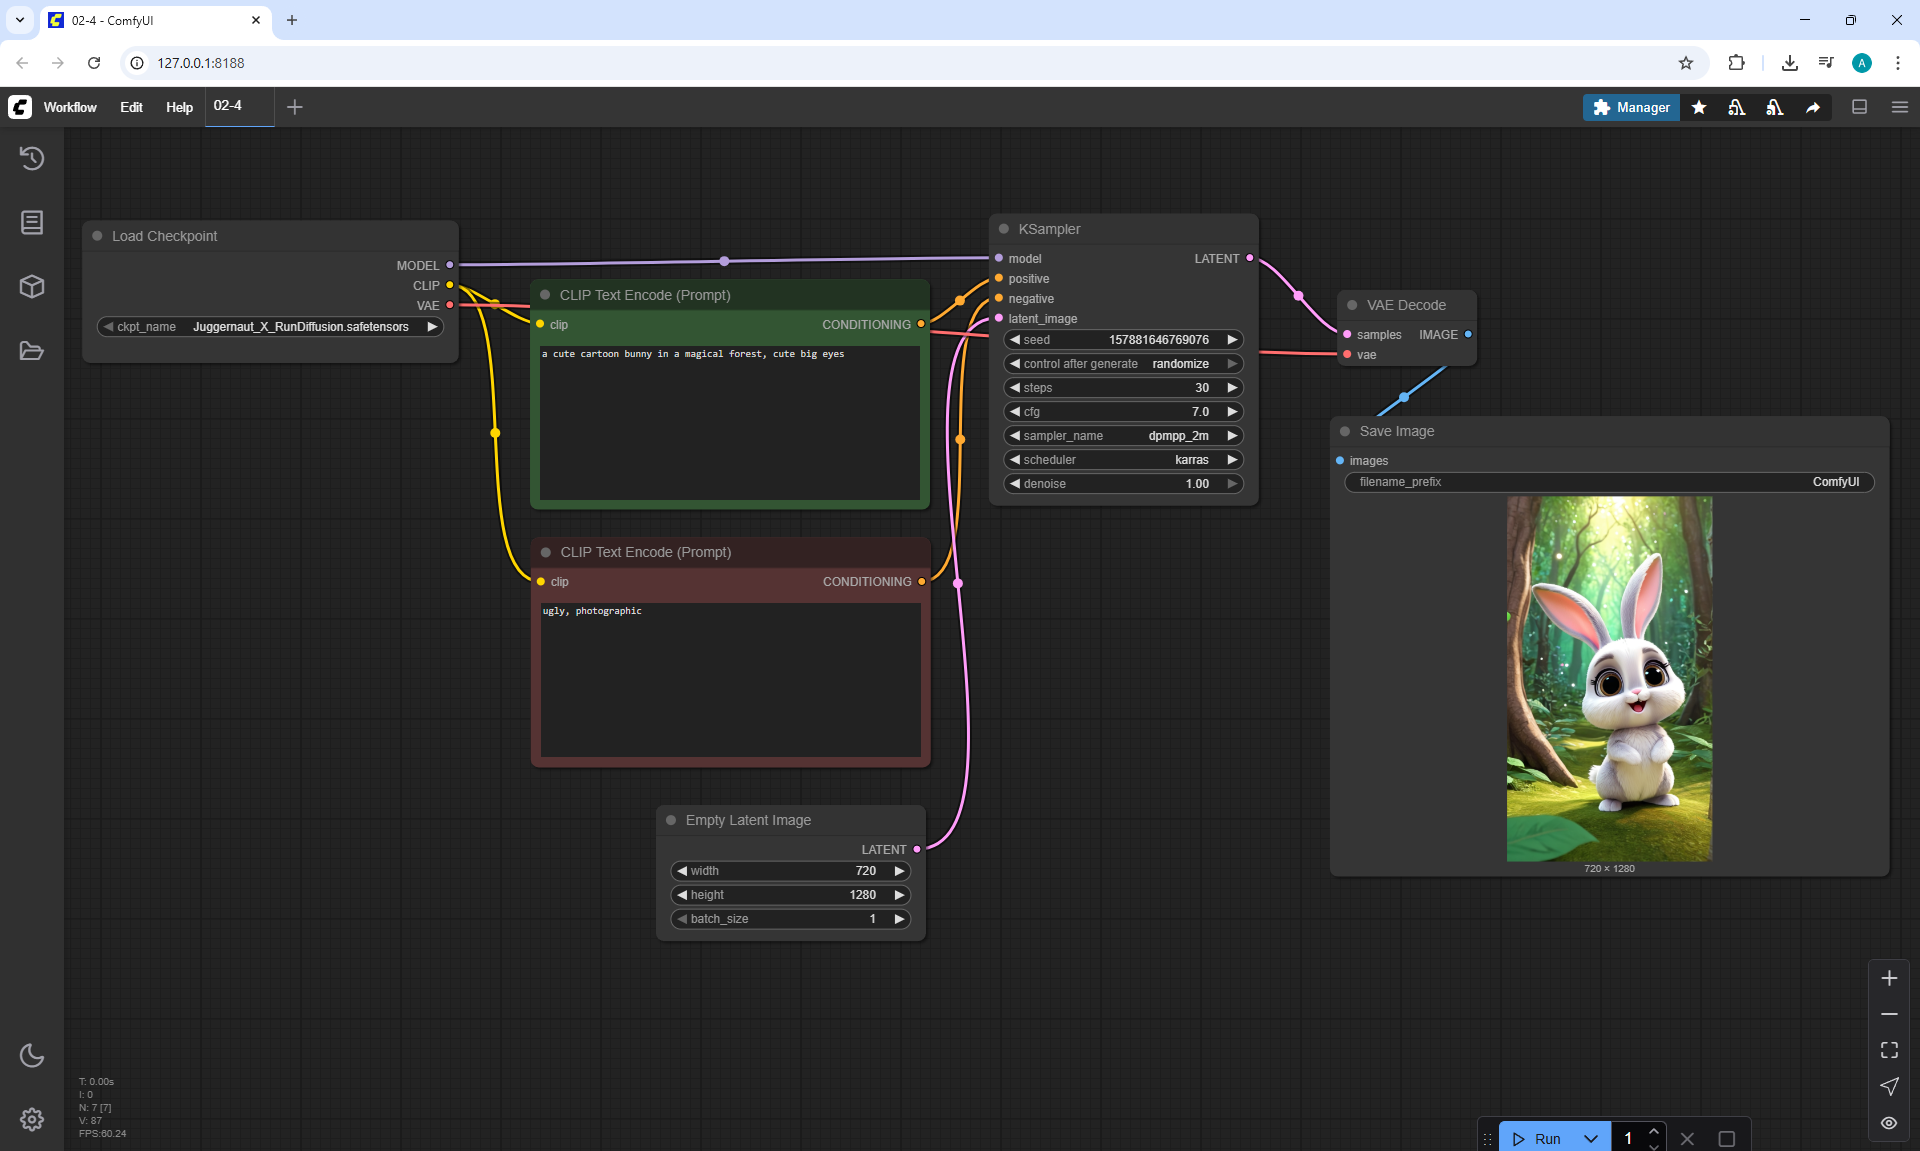 02-4 - ComfyUI
127.0.0.1:8188
Workflow
Edit
Help
02-4
Manager
Load Checkpoint
MODEL
CLIP
VAE
ckpt_name Juggernaut_X_RunDiffusion.safetensors
CLIP Text Encode (Prompt)
clip CONDITIONING
a cute cartoon bunny in a magical forest, cute big eyes
CLIP Text Encode (Prompt)
clip CONDITIONING
ugly, photographic
Empty Latent Image
LATENT
width 720
height 1280
batch_size 1
KSampler
model LATENT
positive
negative
latent_image
seed 157881646769076
control after generate randomize
steps 30
cfg 7.0
sampler_name dpmpp_2m
scheduler karras
denoise 1.00
VAE Decode
samples IMAGE
vae
Save Image
images
filename_prefix ComfyUI
720 × 1280
T: 0.00s
I: 0
N: 7 [7]
V: 87
FPS:60.24
Run 1
A